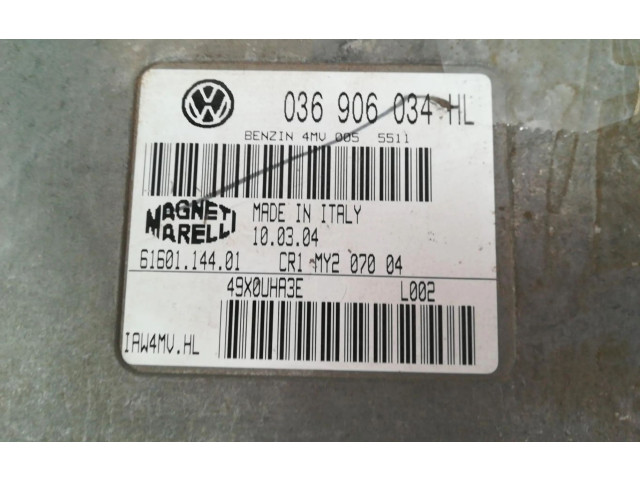 VW
036 906 034 HL
BENZIN 4MV 005 5511
MAGNETI MARELLI
MADE IN ITALY
10.03.04
61601.144.01 CR1 MY2 070 04
49X0UHA3E L002
IAW4MV.HL